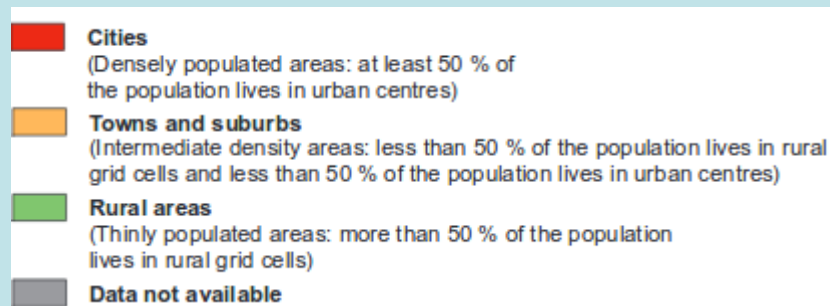 Cities
(Densely populated areas: at least 50 % of
the population lives in urban centres)
Towns and suburbs
(Intermediate density areas: less than 50 % of the population lives in rural
grid cells and less than 50 % of the population lives in urban centres)
Rural areas
(Thinly populated areas: more than 50 % of the population
lives in rural grid cells)
Data not available